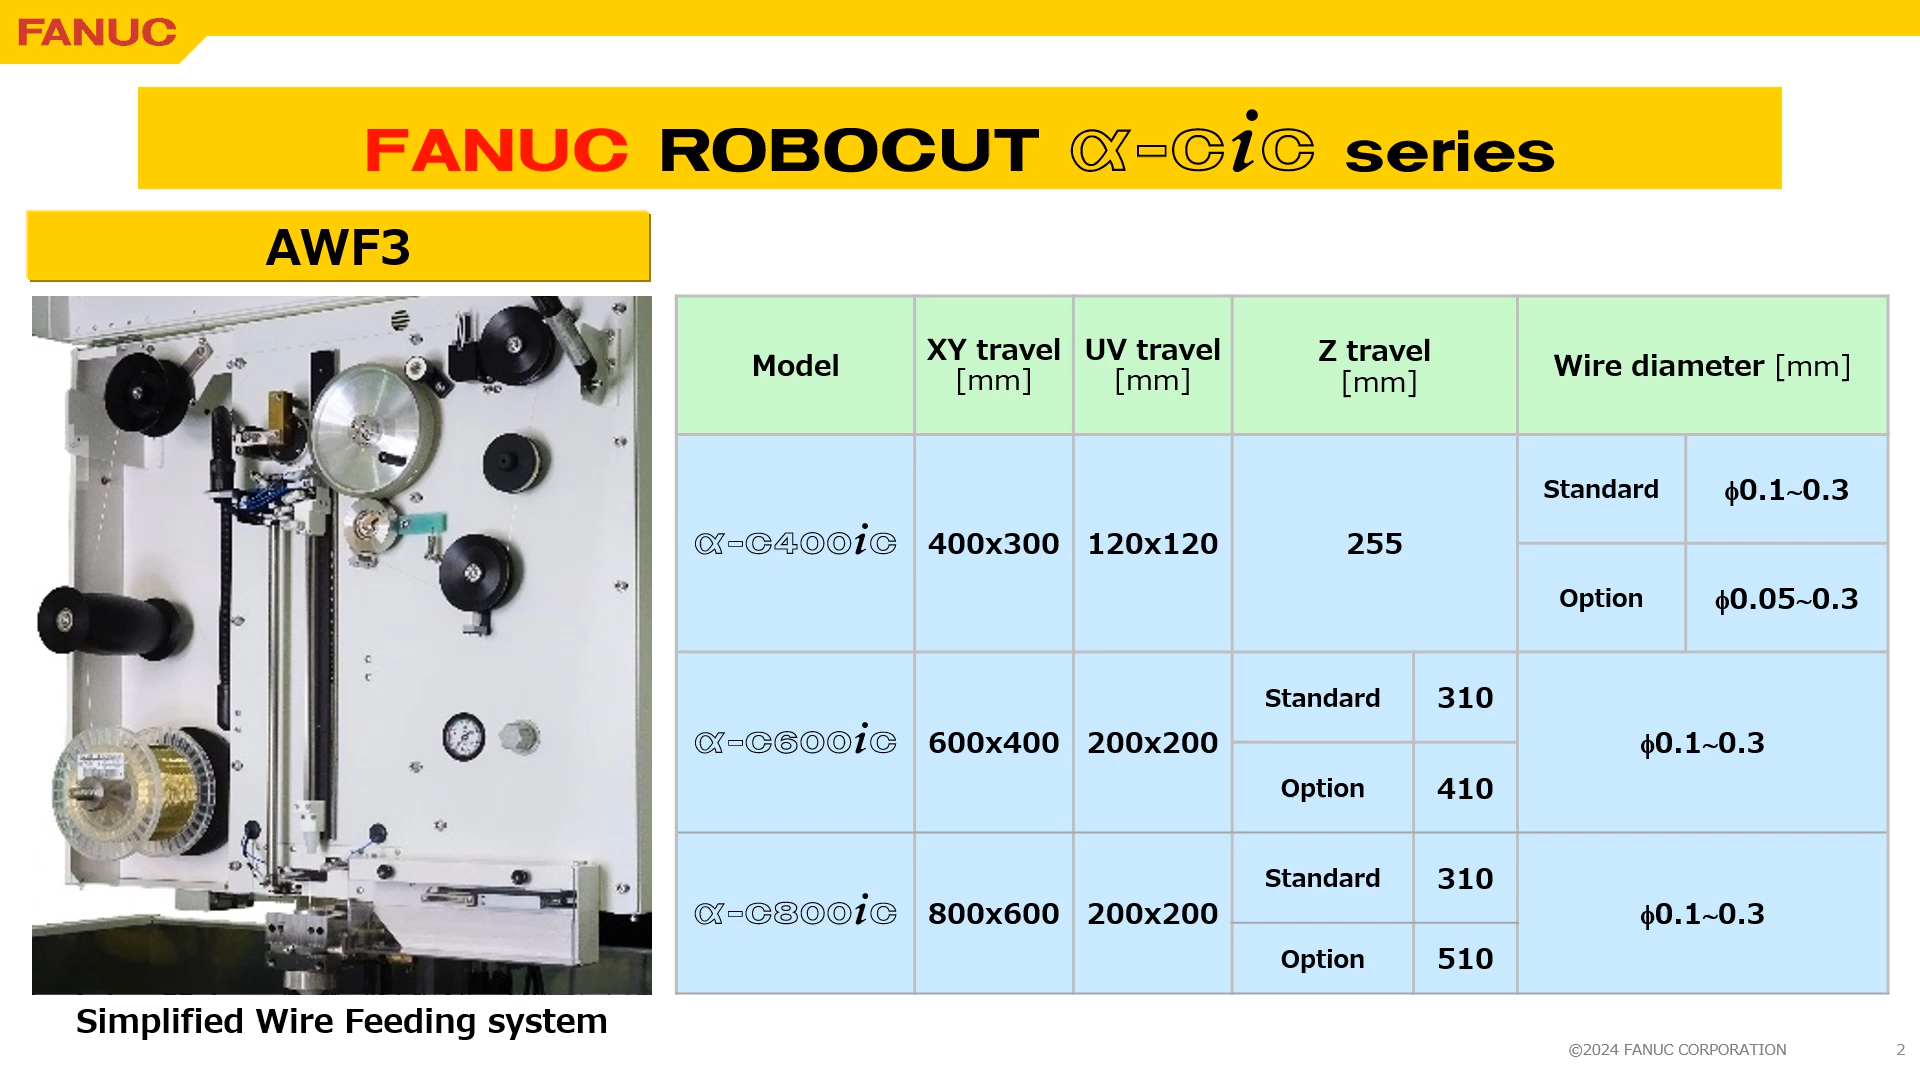 FANUC
FANUC ROBOCUT α-CiC series
AWF3
Model
XY travel
[mm]
UV travel
[mm]
Z travel
[mm]
Wire diameter [mm]
α-C400iC
400x300
120x120
255
Standard
ϕ0.1~0.3
Option
ϕ0.05~0.3
α-C600iC
600x400
200x200
Standard
310
Option
410
ϕ0.1~0.3
α-C800iC
800x600
200x200
Standard
310
Option
510
ϕ0.1~0.3
Simplified Wire Feeding system
©2024 FANUC CORPORATION
2